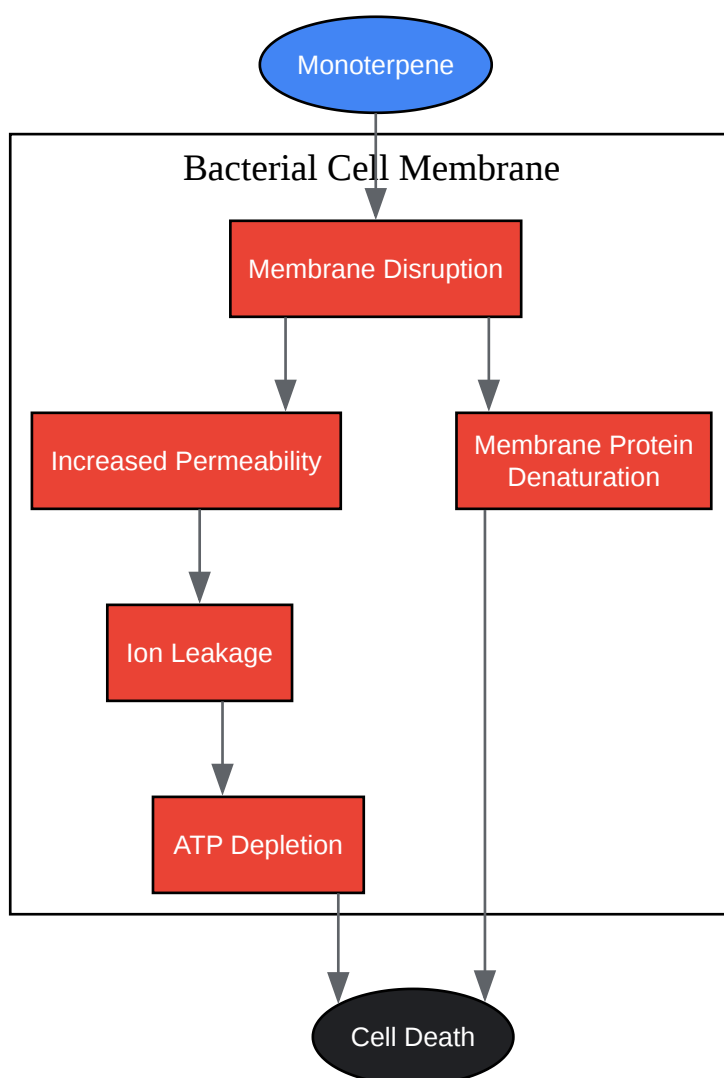 Monoterpene
Bacterial Cell Membrane
Membrane Disruption
Increased Permeability
Membrane Protein
Denaturation
Ion Leakage
ATP Depletion
Cell Death